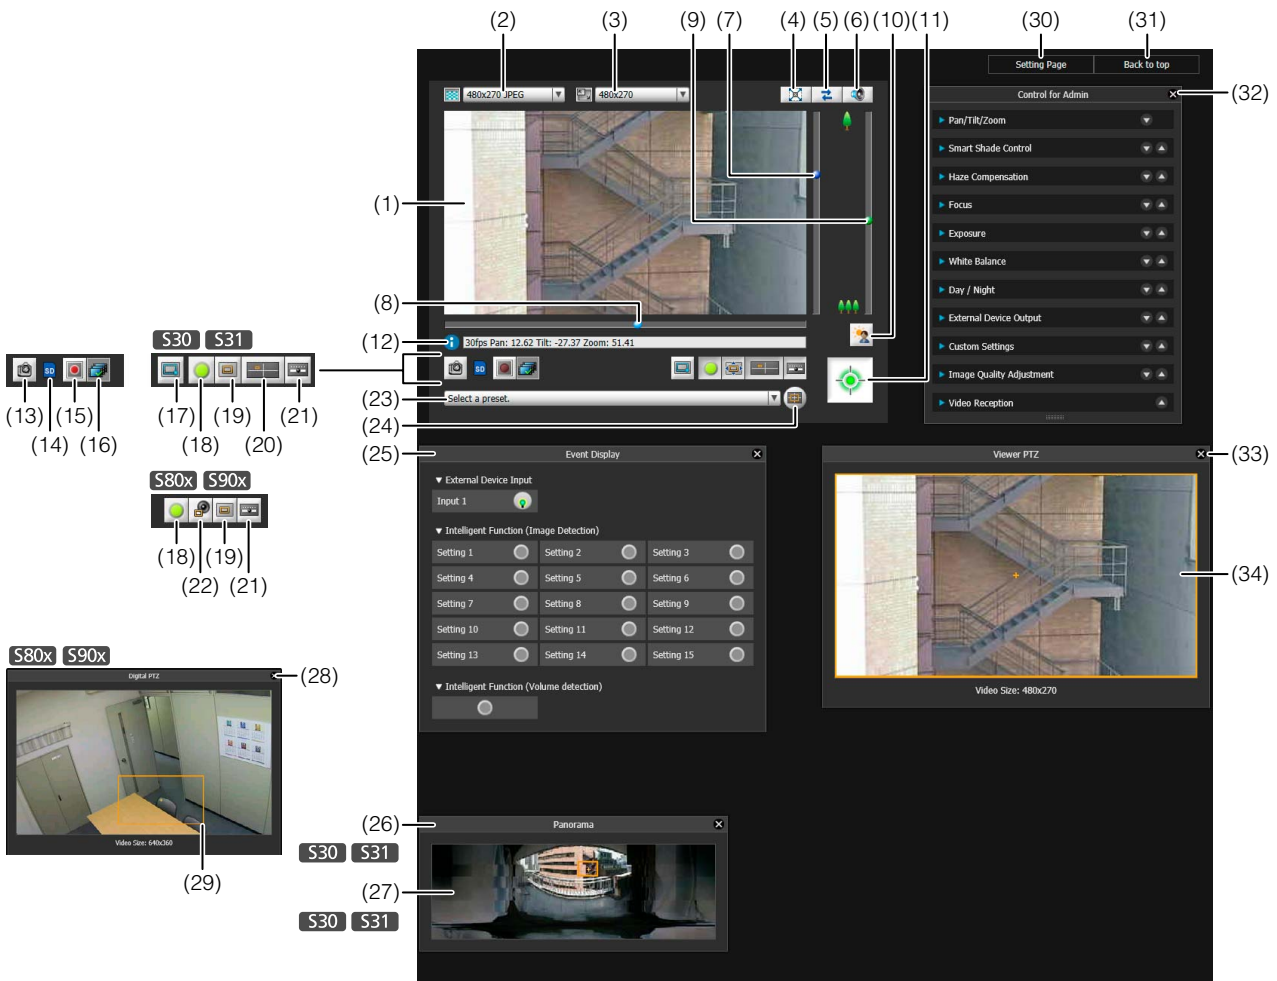 (2) (3) (9) (7) (4) (5) (6) (10) (11) (30) (31)
Setting Page Back to top
480x270 JPEG 480x270
Control for Admin (32)
Pan/Tilt/Zoom
Smart Shade Control
Haze Compensation
Focus
Exposure
White Balance
Day / Night
External Device Output
Custom Settings
Image Quality Adjustment
Video Reception
(1)
(8)
(12) 30fps Pan: 12.62 Tilt: -27.37 Zoom: 51.41
SD
(23) Select a preset.
(24)
S30 S31
SD
(13) (15) (17) (19) (21)
(14) (16) (18) (20)
S80x S90x
(18) (19)
(22) (21)
(25) Event Display
External Device Input
Input 1
Intelligent Function (Image Detection)
Setting 1 Setting 2 Setting 3
Setting 4 Setting 5 Setting 6
Setting 7 Setting 8 Setting 9
Setting 10 Setting 11 Setting 12
Setting 13 Setting 14 Setting 15
Intelligent Function (Volume detection)
Viewer PTZ (33)
(34)
Video Size: 480x270
S80x S90x
Digital PTZ (28)
Video Size: 640x360
(29)
(26) Panorama
S30 S31
(27)
S30 S31